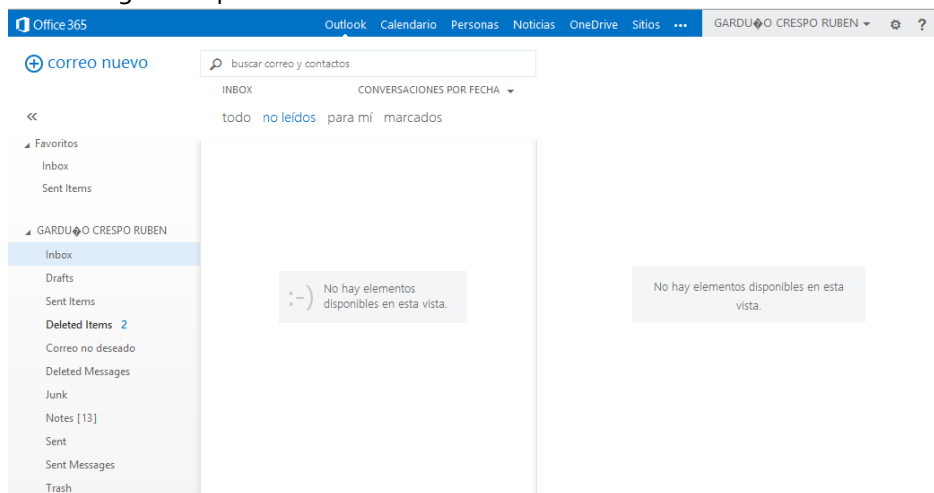 Office 365
Outlook Calendario Personas Noticias OneDrive Sitios ••• GARDU�O CRESPO RUBEN ?
correo nuevo
buscar correo y contactos
INBOX CONVERSACIONES POR FECHA
todo no leídos para mí marcados
«
Favoritos
Inbox
Sent Items
GARDU�O CRESPO RUBEN
Inbox
Drafts
Sent Items
Deleted Items 2
Correo no deseado
Deleted Messages
Junk
Notes [13]
Sent
Sent Messages
Trash
:-)
No hay elementos
disponibles en esta vista.
No hay elementos disponibles en esta
vista.